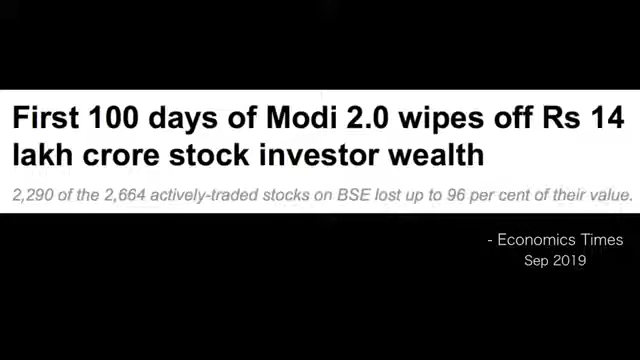 First 100 days of Modi 2.0 wipes off Rs 14
lakh crore stock investor wealth
2,290 of the 2,664 actively-traded stocks on BSE lost up to 96 per cent of their value.
- Economics Times
Sep 2019